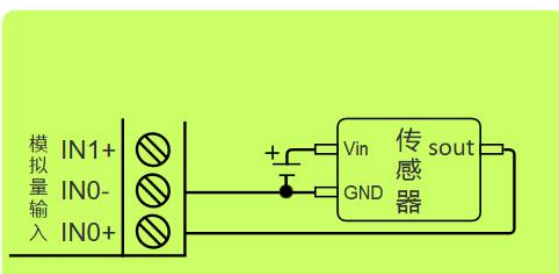 模拟量输入
IN1+
IN0-
IN0+
+
Vin
GND
传感器
sout